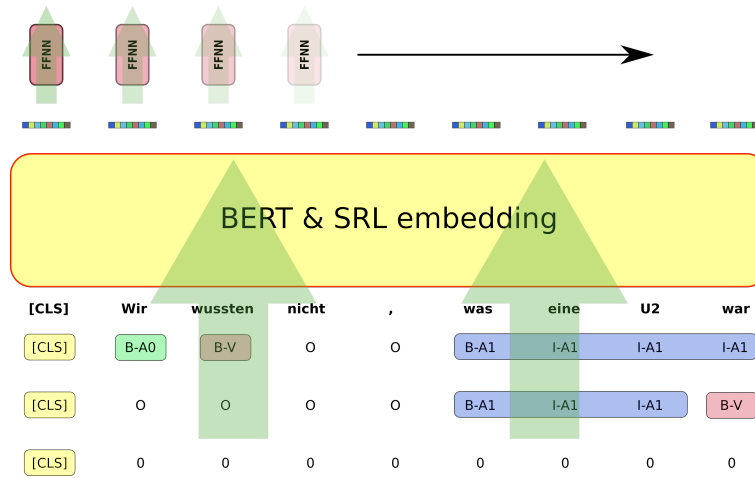 FFNN FFNN FFNN FFNN
BERT & SRL embedding
[CLS] Wir wussten nicht , was eine U2 war
[CLS] B-A0 B-V O O B-A1 I-A1 I-A1 I-A1
[CLS] O O O O B-A1 I-A1 I-A1 B-V
[CLS] 0 0 0 0 0 0 0 0